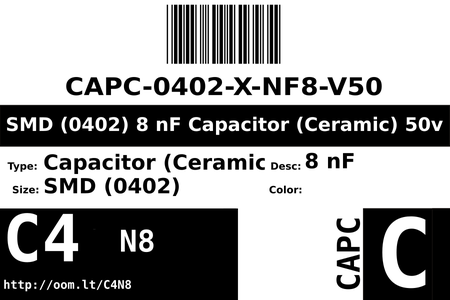 CAPC-0402-X-NF8-V50
SMD (0402) 8 nF Capacitor (Ceramic) 50v
Type: Capacitor (Ceramic Desc: 8 nF
Size: SMD (0402) Color:
C4 N8
http://oom.lt/C4N8
CAPC
C